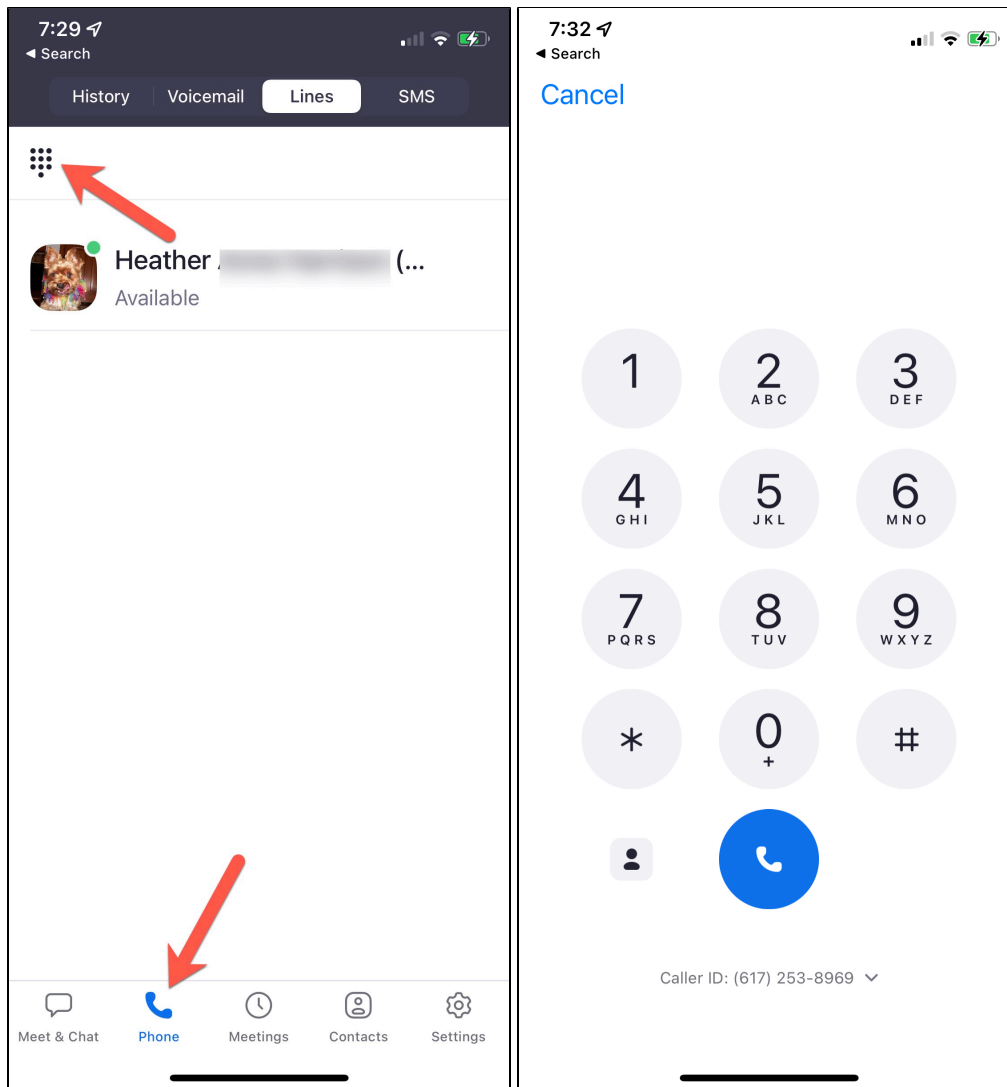 7:29
◀ Search
History Voicemail Lines SMS
Heather (...
Available
Meet & Chat Phone Meetings Contacts Settings
7:32
◀ Search
Cancel
1 2 3
ABC DEF
4 5 6
GHI JKL MNO
7 8 9
PQRS TUV WXYZ
* 0 #
+
Caller ID: (617) 253-8969